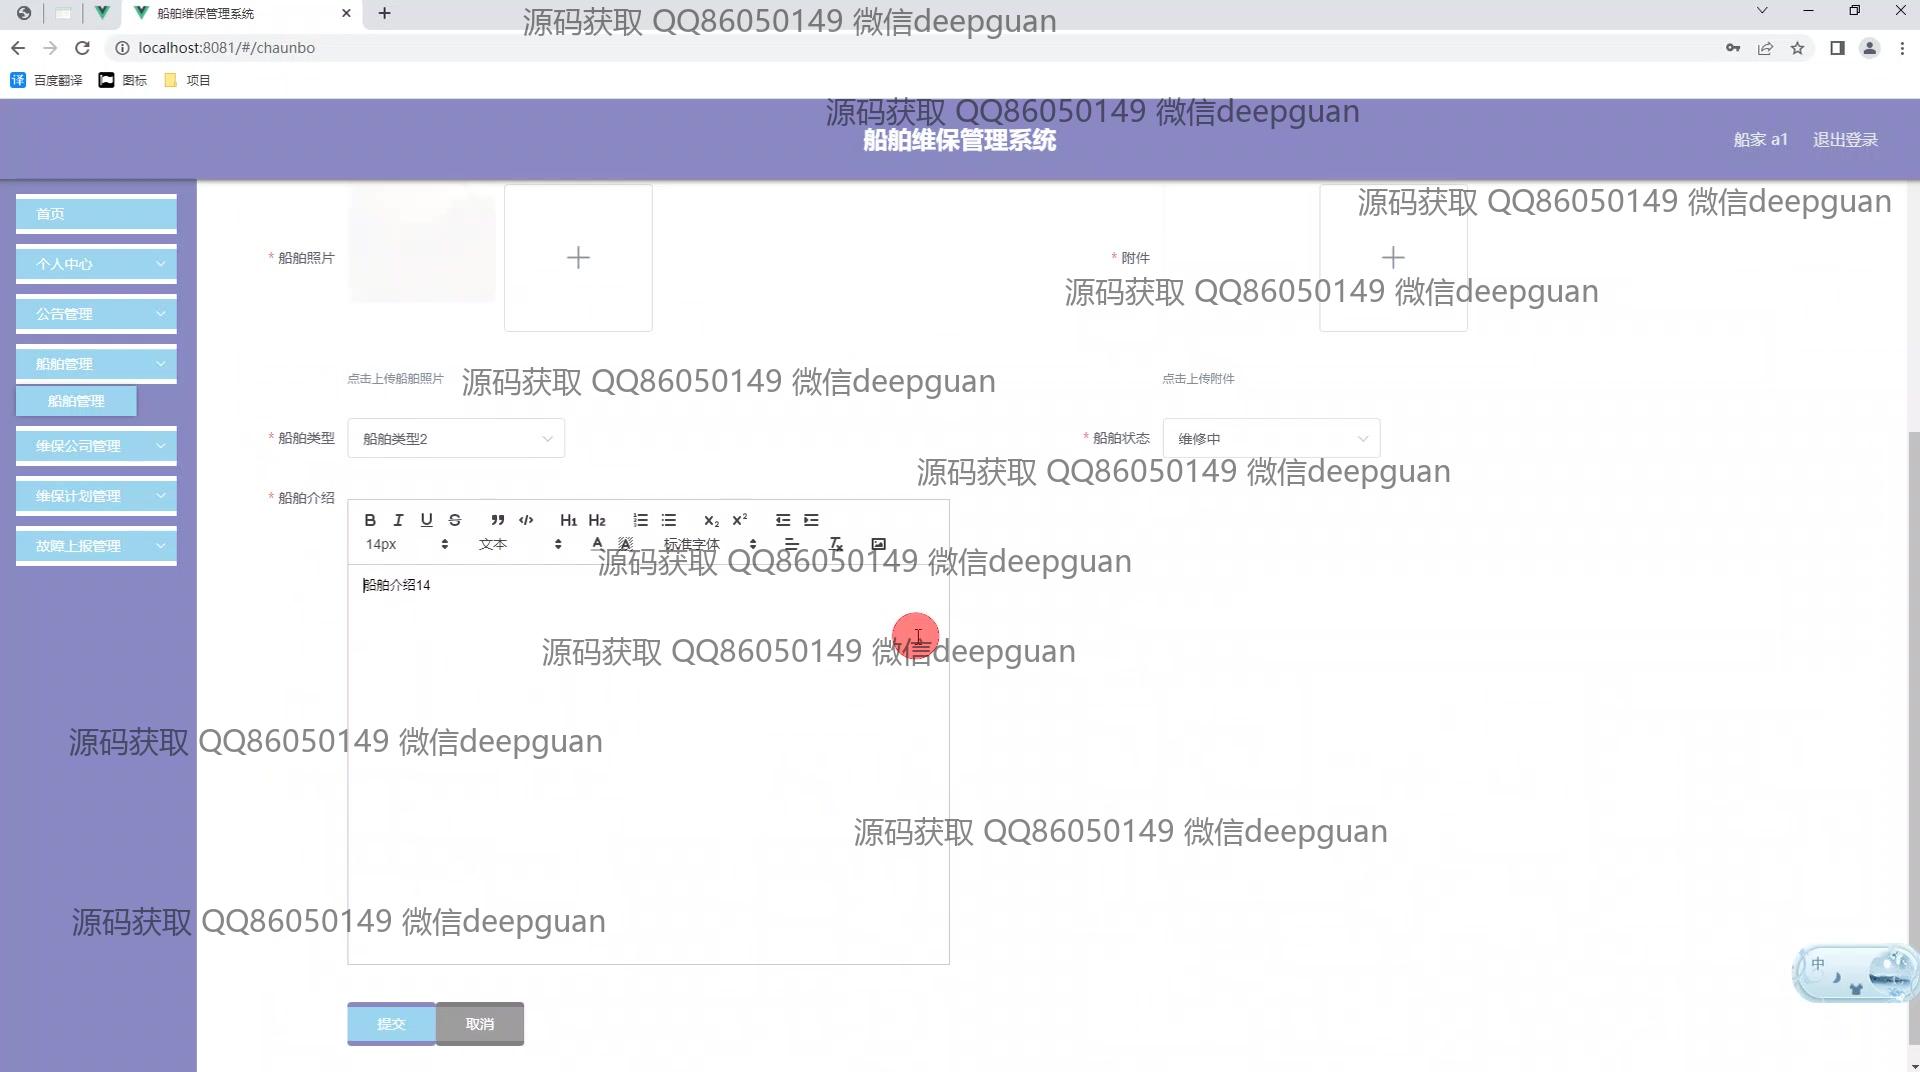 船舶维保管理系统
源码获取 QQ86050149 微信deepguan
localhost:8081/#/chaunbo
百度翻译 图标 项目
源码获取 QQ86050149 微信deepguan
船舶维保管理系统
船家 a1 退出登录
首页
源码获取 QQ86050149 微信deepguan
个人中心
* 船舶照片
* 附件
源码获取 QQ86050149 微信deepguan
公告管理
船舶管理
点击上传船舶照片
源码获取 QQ86050149 微信deepguan
点击上传附件
船舶管理
* 船舶类型 船舶类型2
* 船舶状态 维修中
维保公司管理
源码获取 QQ86050149 微信deepguan
维保计划管理
* 船舶介绍
B I U S H1 H2 X2 X2
14px 文本 A A 标准字体
故障上报管理
源码获取 QQ86050149 微信deepguan
船舶介绍14
源码获取 QQ86050149 微信deepguan
源码获取 QQ86050149 微信deepguan
源码获取 QQ86050149 微信deepguan
源码获取 QQ86050149 微信deepguan
中
提交 取消